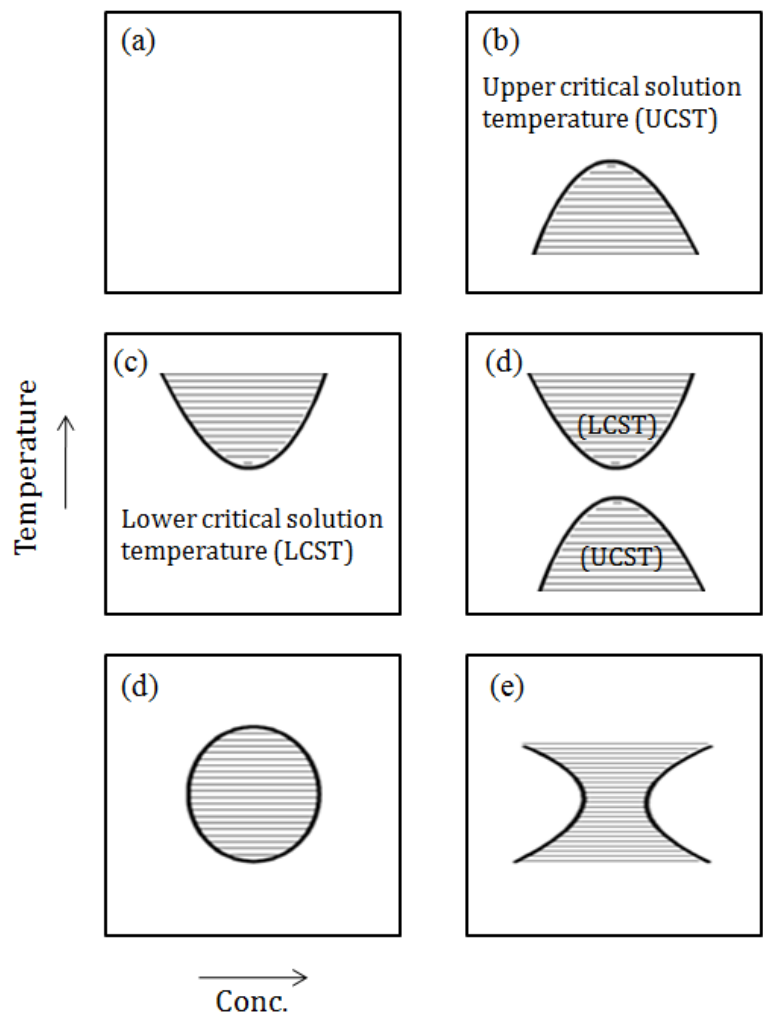 (a)
(b)
Upper critical solution
temperature (UCST)
(c)
Lower critical solution
temperature (LCST)
(d)
(LCST)
(UCST)
Temperature
(d)
(e)
Conc.